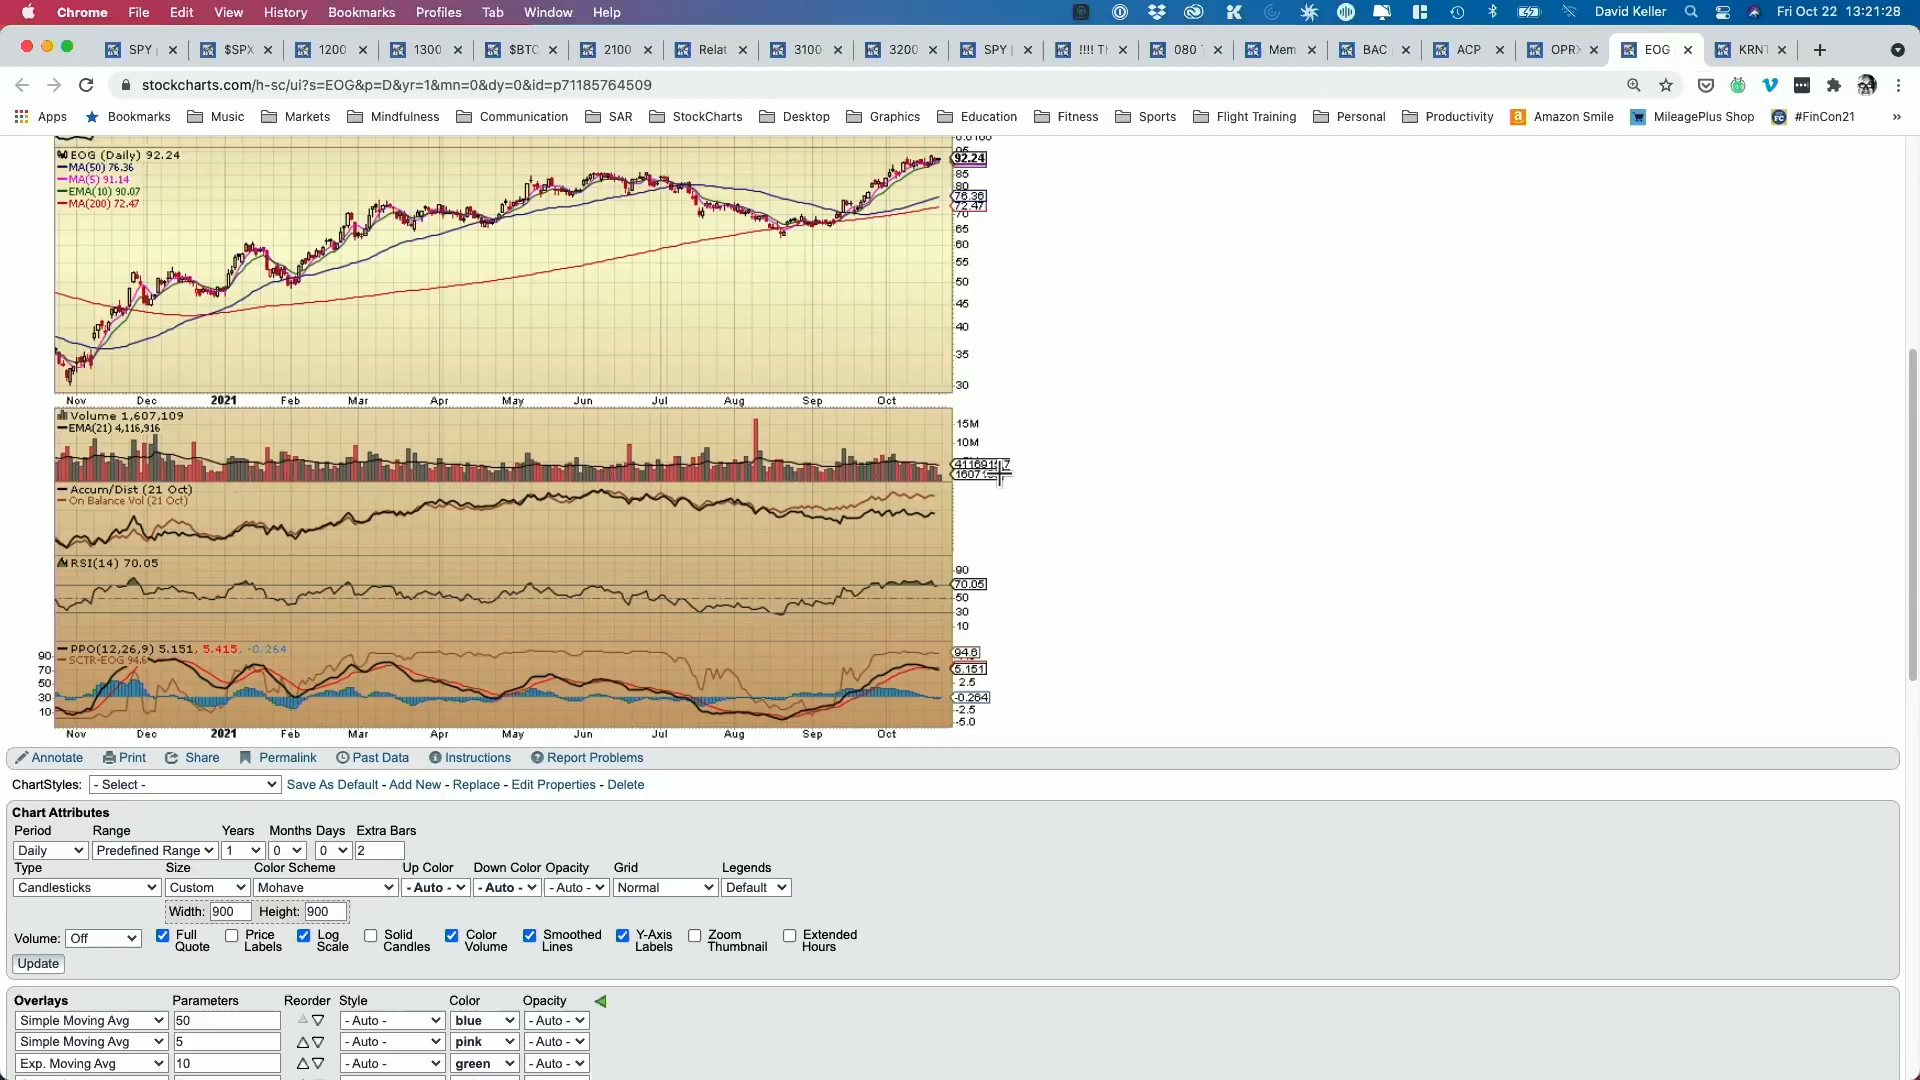 Chrome File Edit View History Bookmarks Profiles Tab Window Help David Keller Fri Oct 22 13:21:28
SPY $SPX 1200 1300 $BTC 2100 Relat 3100 3200 SPY !!!! Tl 080 Mem BAC ACP OPR EOG KRNT
stockcharts.com/h-sc/ui?s=EOG&p=D&yr=1&mn=0&dy=0&id=p71185764509
Apps Bookmarks Music Markets Mindfulness Communication SAR StockCharts Desktop Graphics Education Fitness Sports Flight Training Personal Productivity Amazon Smile MileagePlus Shop #FinCon21 »
EOG (Daily) 92.24
MA(50) 76.36
MA(5) 91.14
EMA(10) 90.07
MA(200) 72.47
92.24
85
80
76.36
72.47
70
65
60
55
50
45
40
35
30
Nov Dec 2021 Feb Mar Apr May Jun Jul Aug Sep Oct
Volume 1,607,109
EMA(21) 4,116,916
15M
10M
Accum/Dist (21 Oct)
On Balance Vol (21 Oct)
RSI(14) 70.05
90
70.05
50
30
10
PPO(12,26,9) 5.151, 5.415, -0.264
SCTR-EOG 94.6
90
70
50
30
10
94.6
5.151
2.5
-0.264
-2.5
-5.0
Nov Dec 2021 Feb Mar Apr May Jun Jul Aug Sep Oct
Annotate Print Share Permalink Past Data Instructions Report Problems
ChartStyles: - Select - Save As Default - Add New - Replace - Edit Properties - Delete
Chart Attributes
Period Range Years Months Days Extra Bars
Daily Predefined Range 1 0 0 2
Type Size Color Scheme Up Color Down Color Opacity Grid Legends
Candlesticks Custom Mohave - Auto - - Auto - - Auto - Normal Default
Width: 900 Height: 900
Volume: Off Full Quote Price Labels Log Scale Solid Candles Color Volume Smoothed Lines Y-Axis Labels Zoom Thumbnail Extended Hours
Update
Overlays Parameters Reorder Style Color Opacity
Simple Moving Avg 50 - Auto - blue - Auto -
Simple Moving Avg 5 - Auto - pink - Auto -
Exp. Moving Avg 10 - Auto - green - Auto -